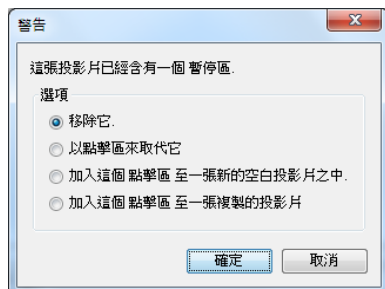 警告
這張投影片已經含有一個 暫停區.
選項
移除它.
以點擊區來取代它
加入這個 點擊區 至一張新的空白投影片之中.
加入這個 點擊區 至一張複製的投影片
確定
取消